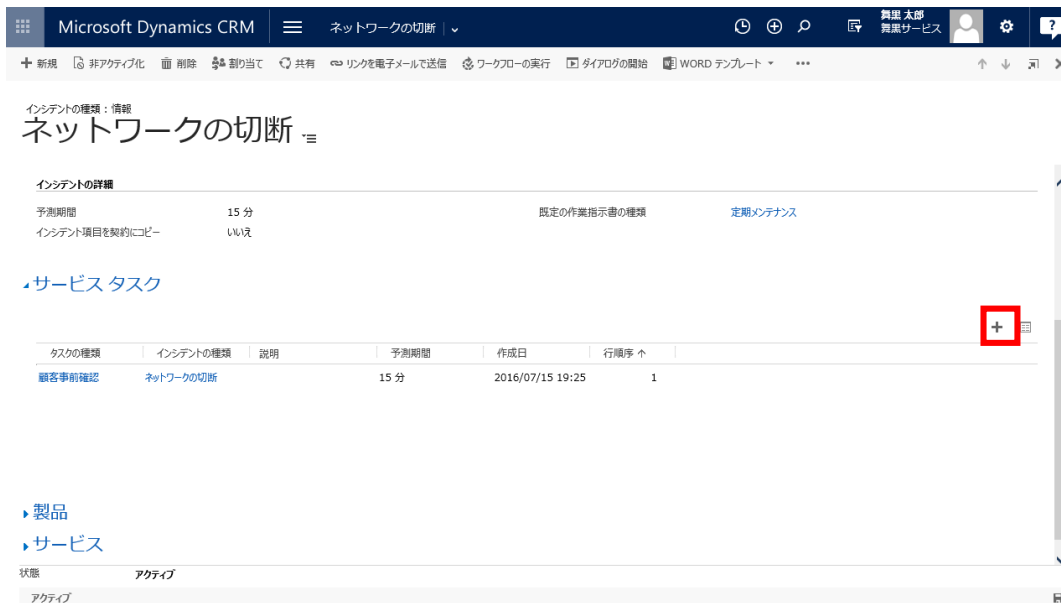 Microsoft Dynamics CRM ネットワークの切断 舞黒 太郎
舞黒サービス ?
新規 非アクティブ化 削除 割り当て 共有 リンクを電子メールで送信 ワークフローの実行 ダイアログの開始 WORD テンプレート ...
インシデントの種類 : 情報
ネットワークの切断
インシデントの詳細
予測期間 15 分 既定の作業指示書の種類 定期メンテナンス
インシデント項目を契約にコピー いいえ
サービス タスク
タスクの種類 インシデントの種類 説明 予測期間 作成日 行順序
顧客事前確認 ネットワークの切断 15 分 2016/07/15 19:25 1
製品
サービス
状態 アクティブ
アクティブ